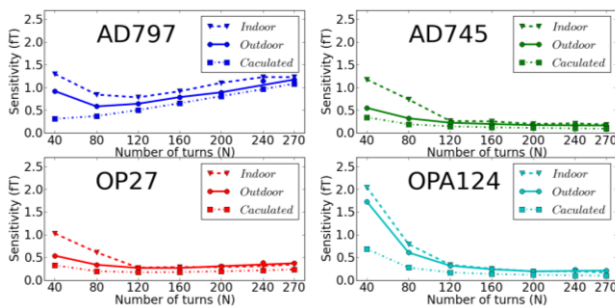 AD797
Indoor
Outdoor
Caculated
Sensitivity (fT)
2.5
2.0
1.5
1.0
0.5
0.0
40 80 120 160 200 240 270
Number of turns (N)
AD745
Indoor
Outdoor
Caculated
Sensitivity (fT)
2.5
2.0
1.5
1.0
0.5
0.0
40 80 120 160 200 240 270
Number of turns (N)
OP27
Indoor
Outdoor
Caculated
Sensitivity (fT)
2.5
2.0
1.5
1.0
0.5
0.0
40 80 120 160 200 240 270
Number of turns (N)
OPA124
Indoor
Outdoor
Caculated
Sensitivity (fT)
2.5
2.0
1.5
1.0
0.5
0.0
40 80 120 160 200 240 270
Number of turns (N)